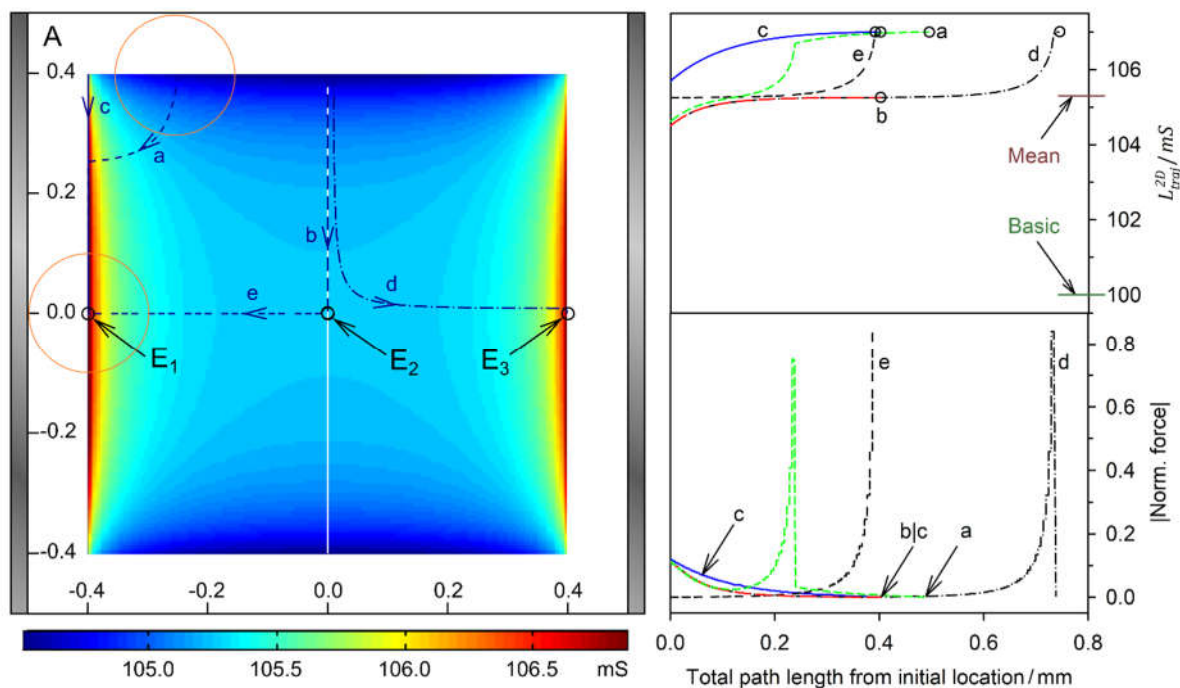 A
0.4
0.2
0.0
-0.2
-0.4
-0.4
-0.2
0.0
0.2
0.4
c
a
b
d
e
E1
E2
E3
105.0
105.5
106.0
106.5
mS
c
e
a
d
b
Mean
Basic
106
104
102
100
L_trai^2D / mS
c
e
b|c
a
d
0.8
0.6
0.4
0.2
0.0
|Norm. force|
0.0
0.2
0.4
0.6
0.8
Total path length from initial location / mm